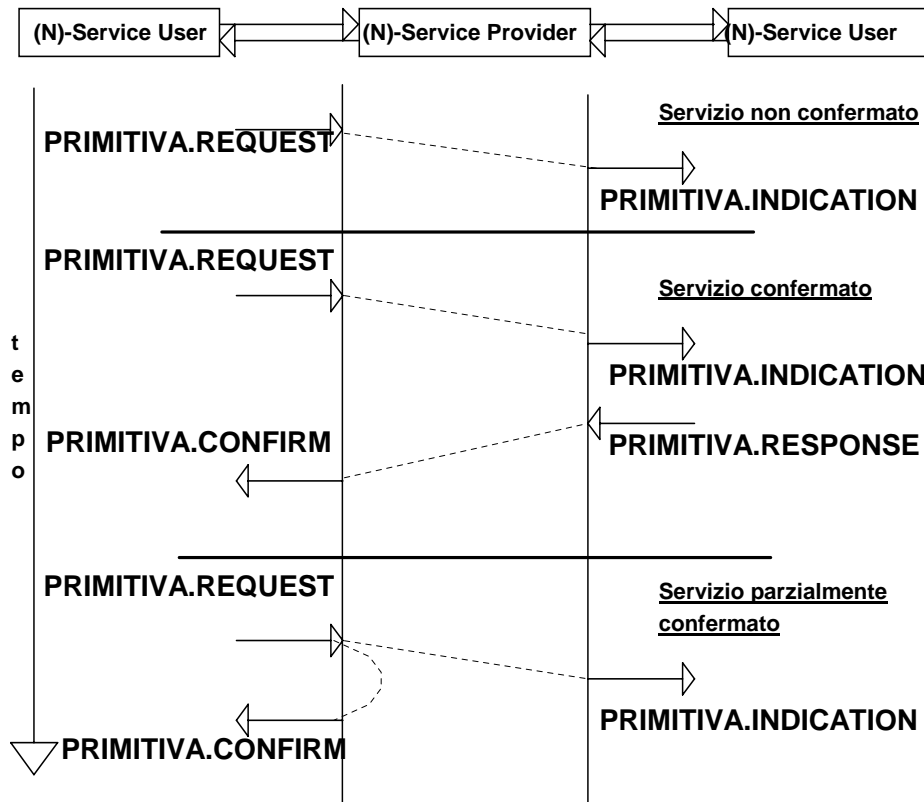 (N)-Service User
(N)-Service Provider
(N)-Service User
Servizio non confermato
PRIMITIVA.REQUEST
PRIMITIVA.INDICATION
PRIMITIVA.REQUEST
Servizio confermato
PRIMITIVA.INDICATION
PRIMITIVA.CONFIRM
PRIMITIVA.RESPONSE
tempo
PRIMITIVA.REQUEST
Servizio parzialmente
confermato
PRIMITIVA.INDICATION
PRIMITIVA.CONFIRM